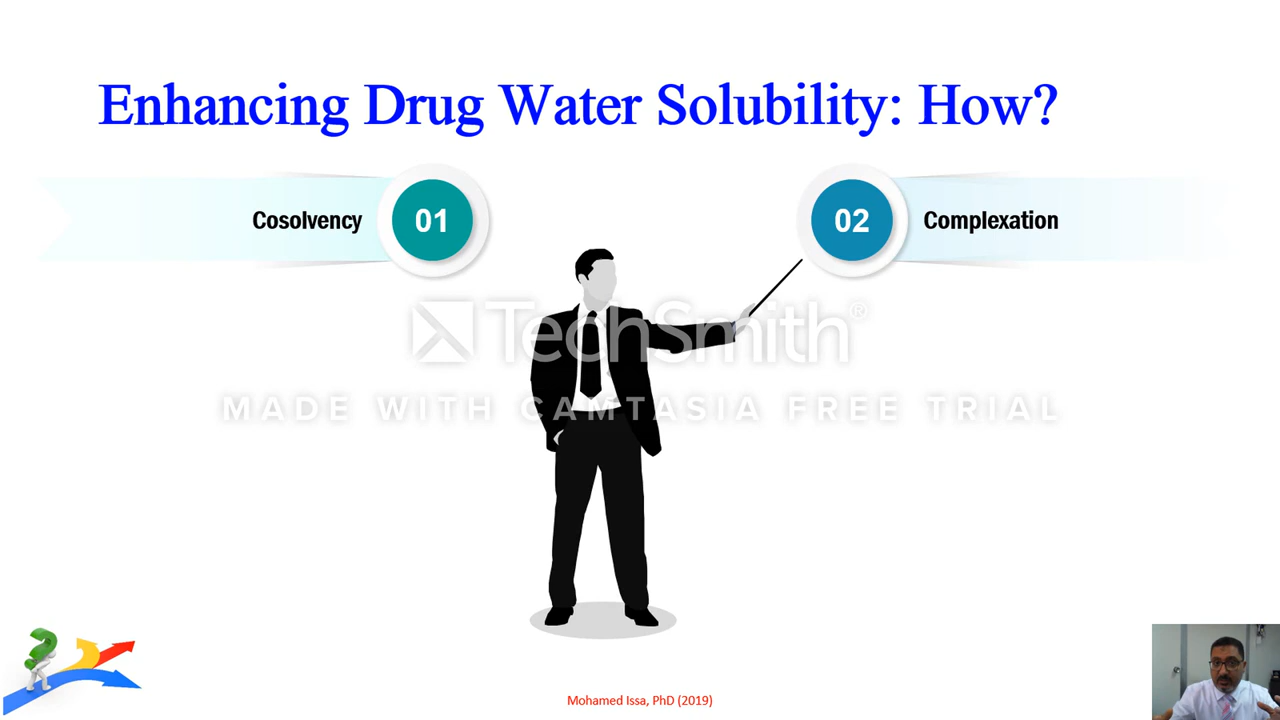 Enhancing Drug Water Solubility: How?
Cosolvency 01
02 Complexation
TechSmith®
MADE WITH CAMTASIA FREE TRIAL
Mohamed Issa, PhD (2019)